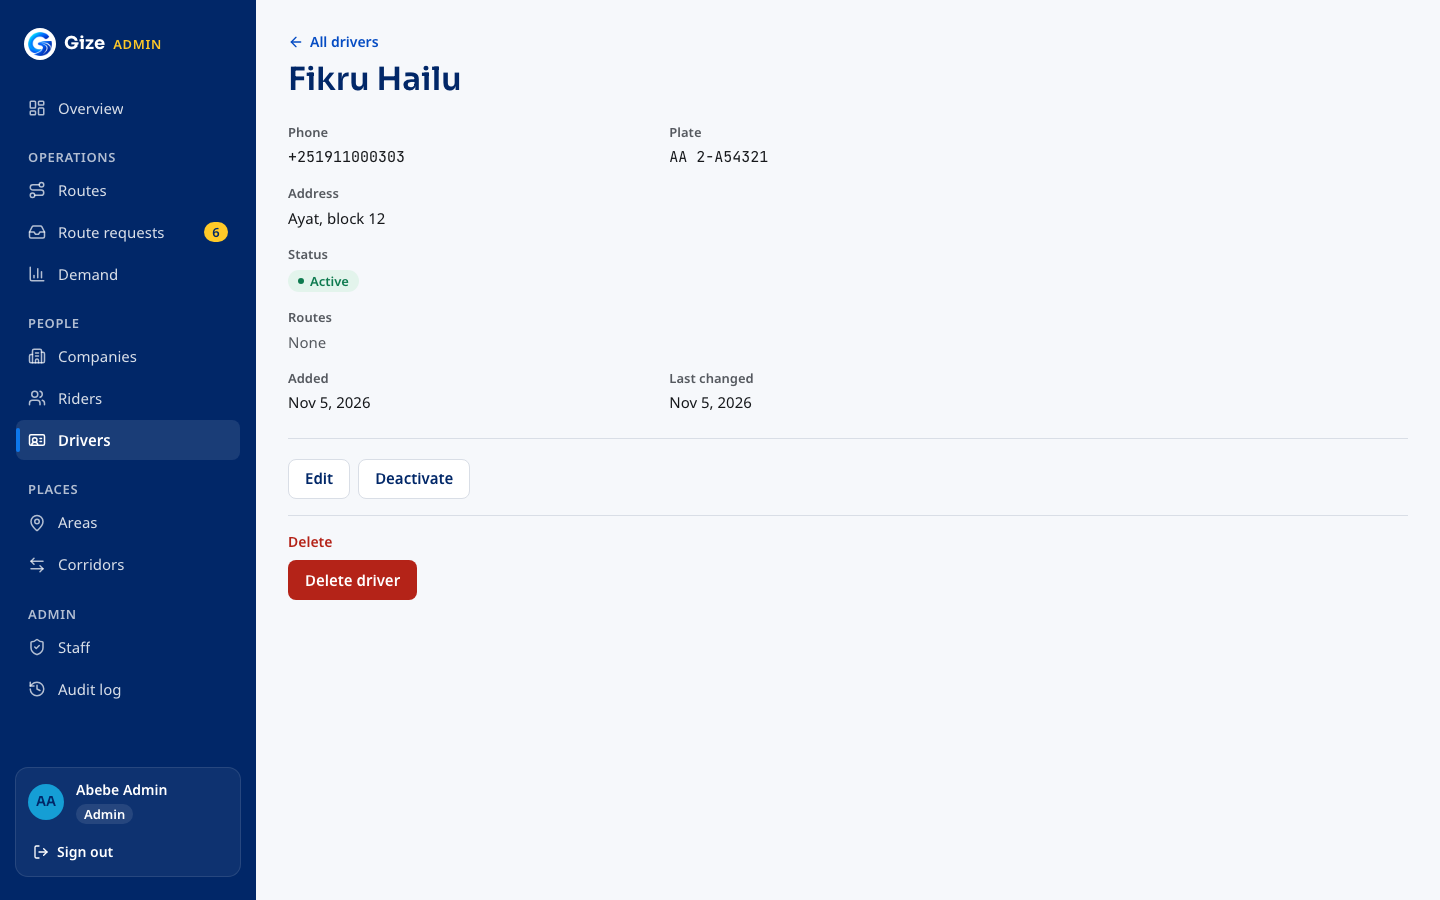 Gize ADMIN
Overview
OPERATIONS
Routes
Route requests 6
Demand
PEOPLE
Companies
Riders
Drivers
PLACES
Areas
Corridors
ADMIN
Staff
Audit log
AA
Abebe Admin
Admin
Sign out
All drivers
Fikru Hailu
Phone Plate
+251911000303 AA 2-A54321
Address
Ayat, block 12
Status
Active
Routes
None
Added Last changed
Nov 5, 2026 Nov 5, 2026
Edit Deactivate
Delete
Delete driver